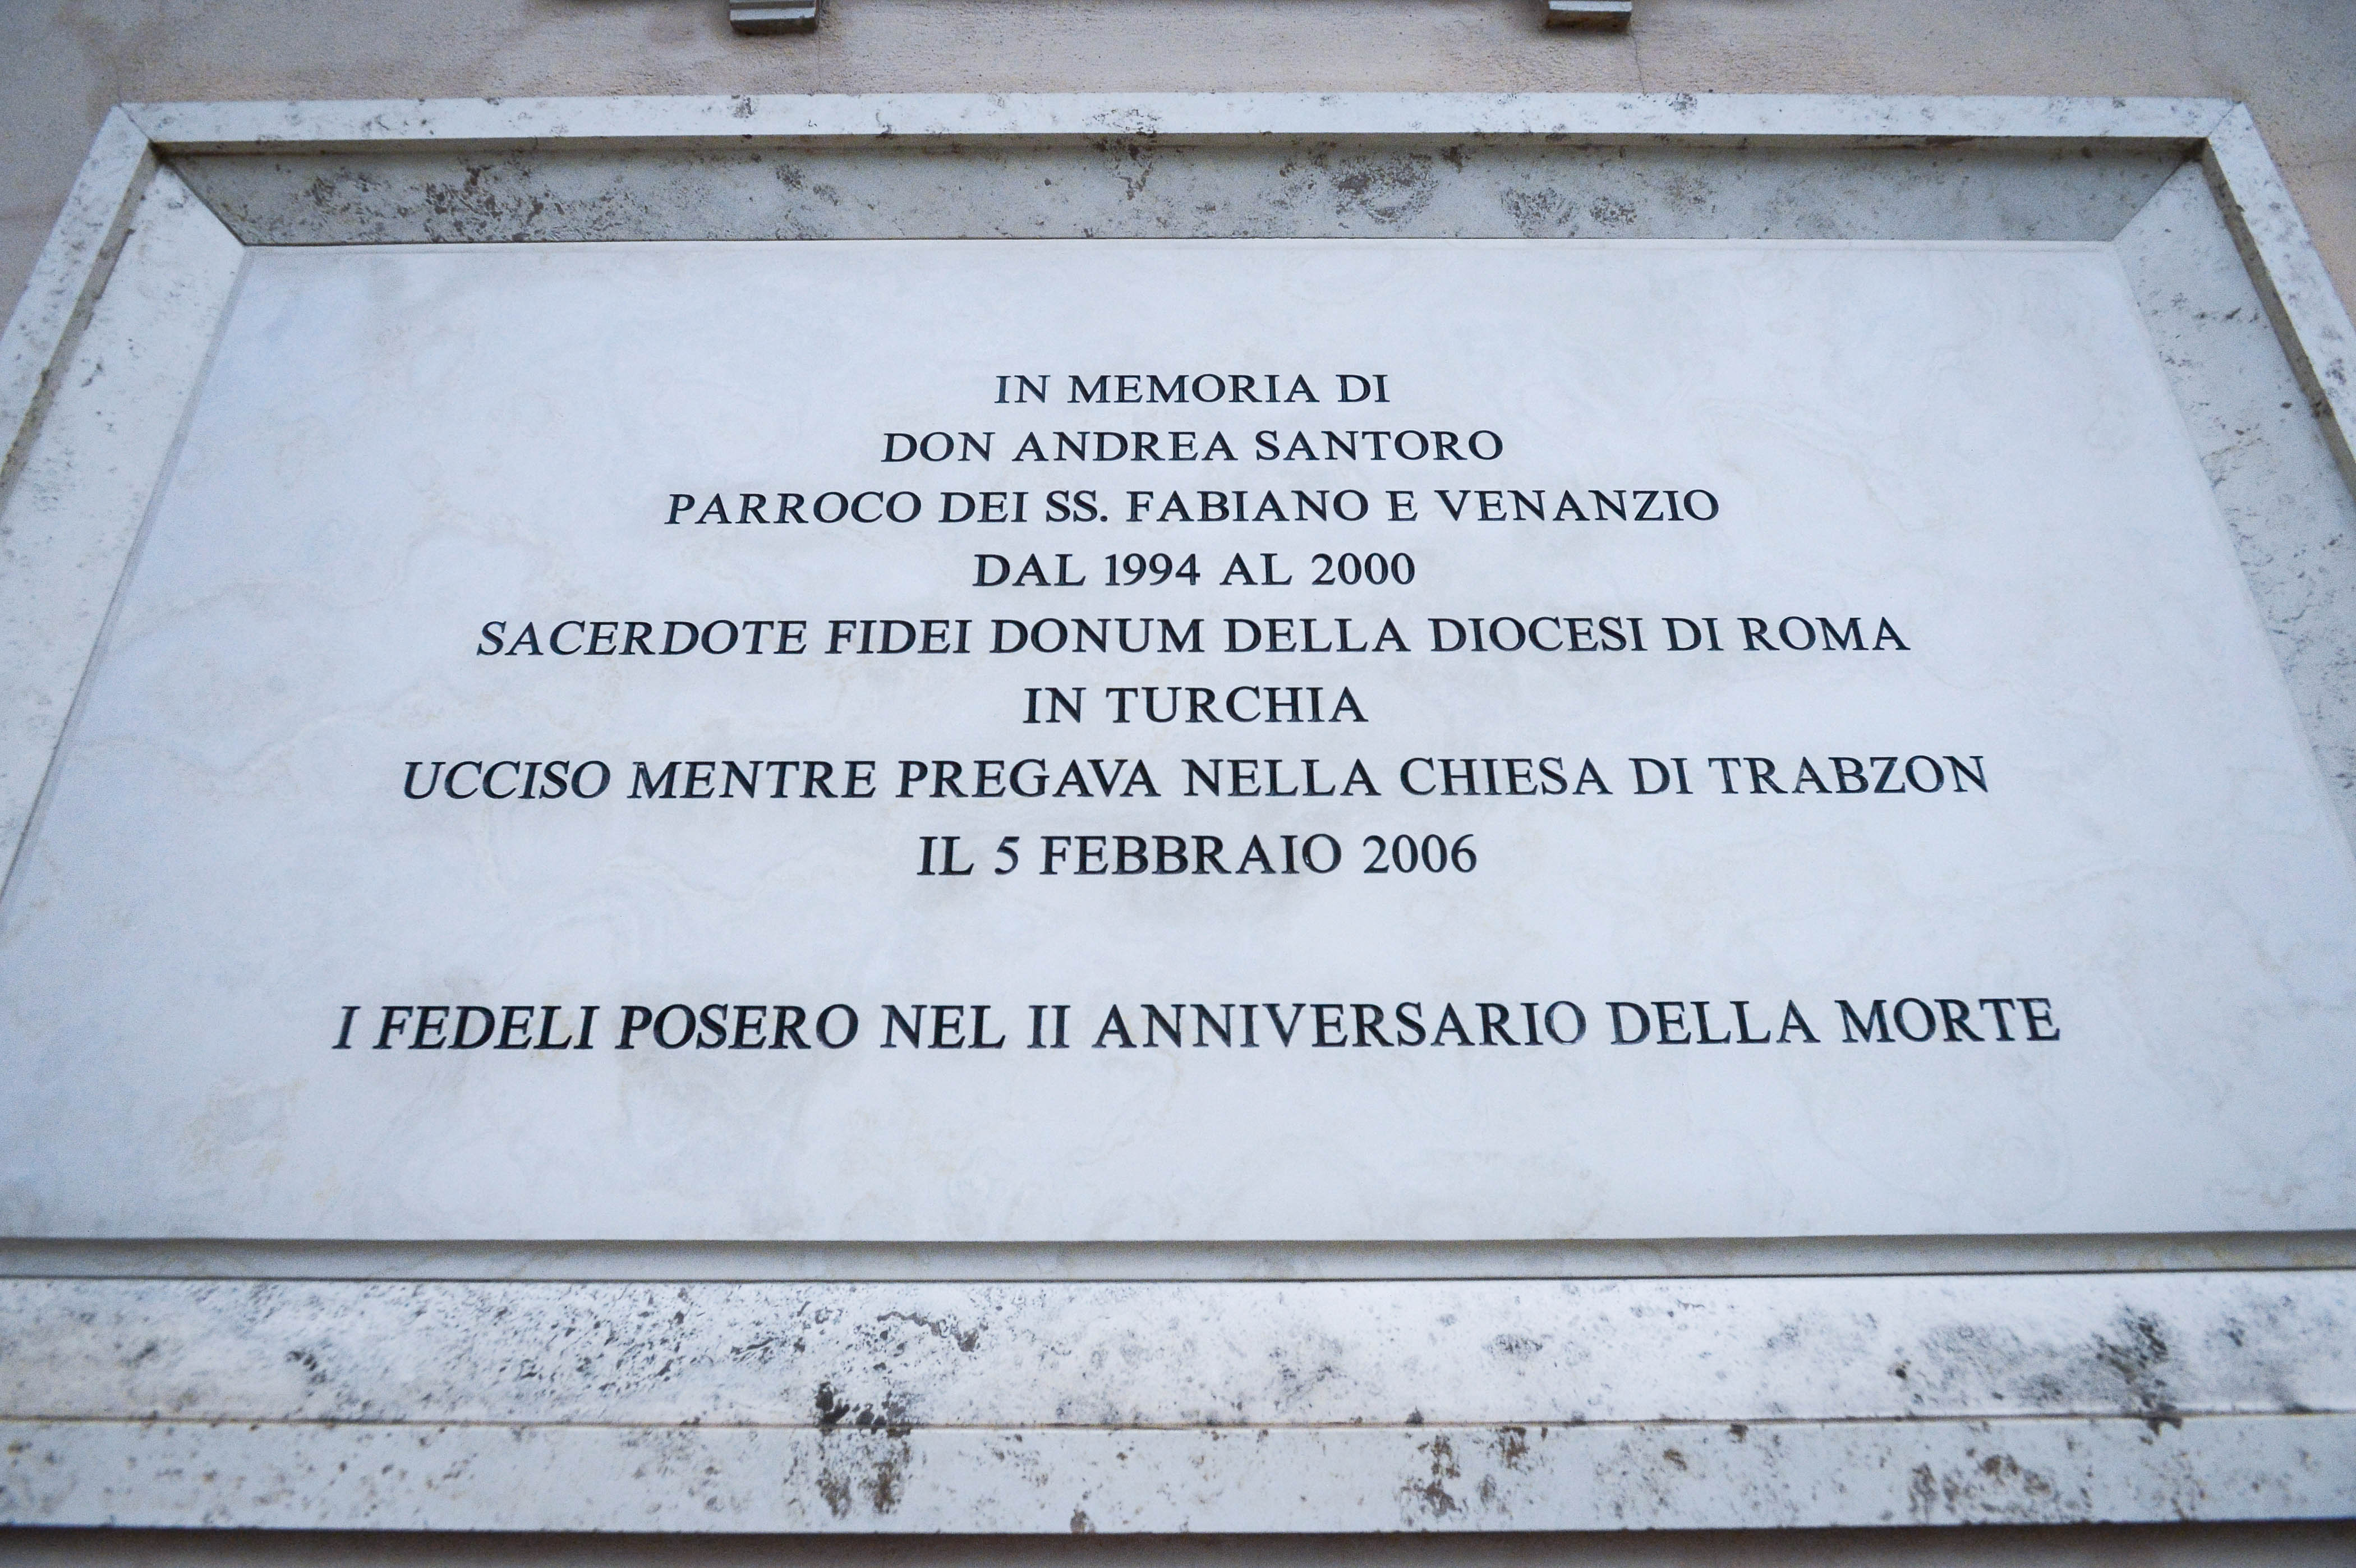 IN MEMORIA DI
DON ANDREA SANTORO
PARROCO DEI SS. FABIANO E VENANZIO
DAL 1994 AL 2000
SACERDOTE FIDEI DONUM DELLA DIOCESI DI ROMA
IN TURCHIA
UCCISO MENTRE PREGAVA NELLA CHIESA DI TRABZON
IL 5 FEBBRAIO 2006
I FEDELI POSERO NEL II ANNIVERSARIO DELLA MORTE